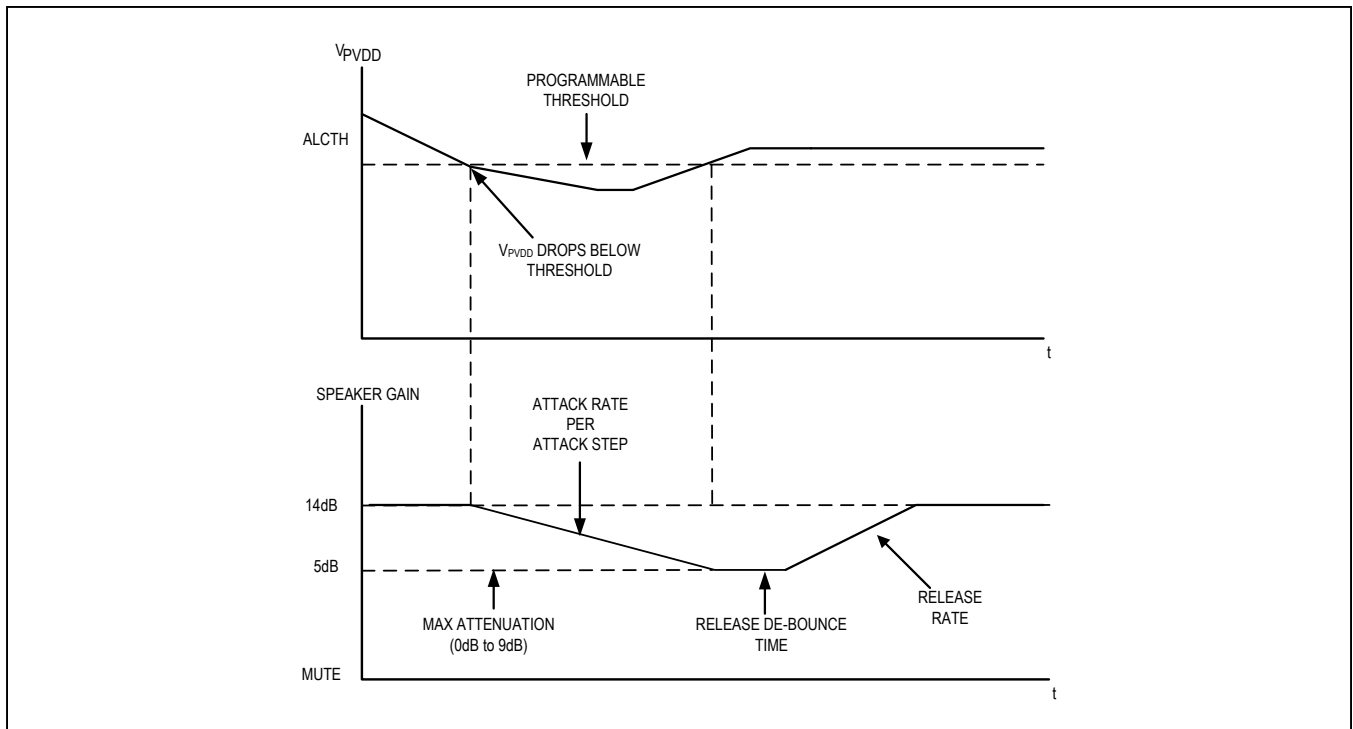 VPVDD
PROGRAMMABLE
THRESHOLD
ALCTH
VPVDD DROPS BELOW
THRESHOLD
t
SPEAKER GAIN
ATTACK RATE
PER
ATTACK STEP
14dB
5dB
MAX ATTENUATION
(0dB to 9dB)
RELEASE DE-BOUNCE
TIME
RELEASE
RATE
MUTE
t